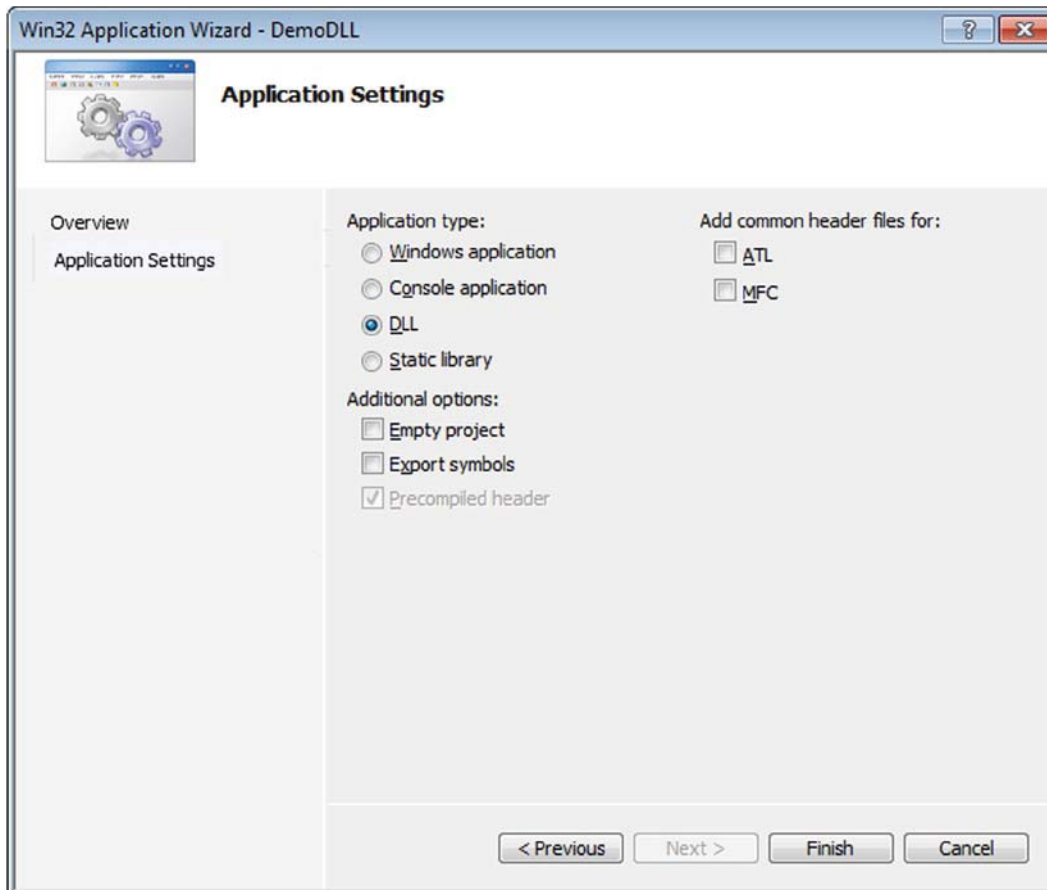 Win32 Application Wizard - DemoDLL
Application Settings
Overview
Application Settings
Application type:
Windows application
Console application
DLL
Static library
Additional options:
Empty project
Export symbols
Precompiled header
Add common header files for:
ATL
MFC
< Previous
Next >
Finish
Cancel